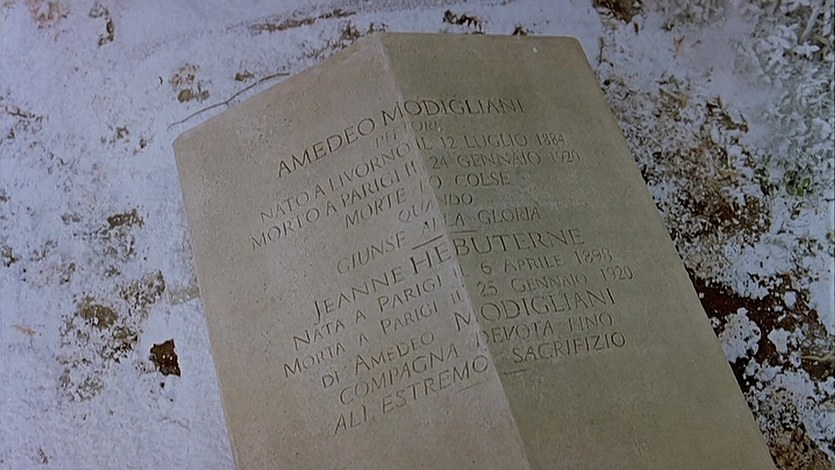 AMEDEO MODIGLIANI
PITTORE
NATO A LIVORNO IL 12 LUGLIO 1884
MORTO A PARIGI IL 24 GENNAIO 1920
MORTE LO COLSE
QUANDO
GIUNSE ALLA GLORIA
JEANNE HEBUTERNE
NATA A PARIGI IL 6 APRILE 1898
MORTA A PARIGI IL 25 GENNAIO 1920
DI AMEDEO MODIGLIANI
COMPAGNA DEVOTA FINO
ALL'ESTREMO SACRIFIZIO